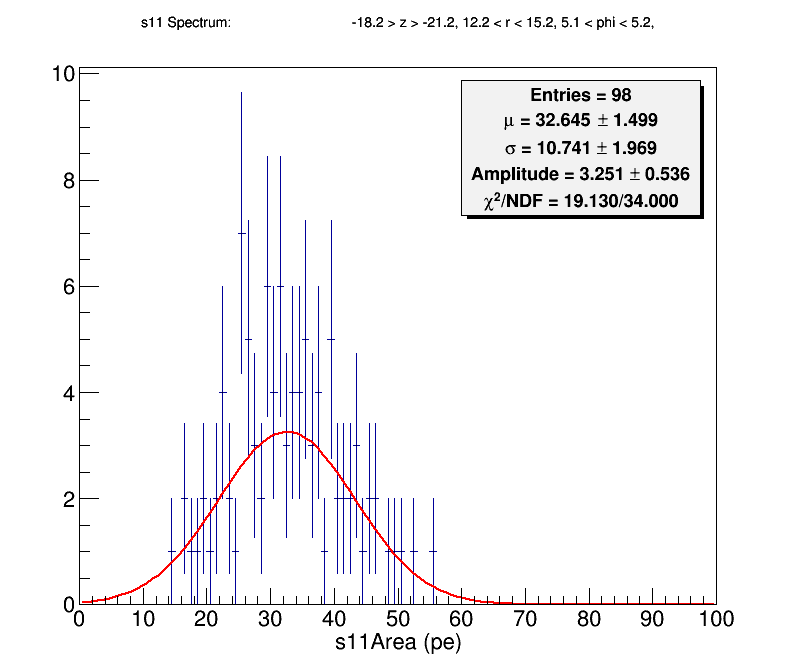 s11 Spectrum: -18.2 > z > -21.2, 12.2 < r < 15.2, 5.1 < phi < 5.2,
Entries = 98
μ = 32.645 ± 1.499
σ = 10.741 ± 1.969
Amplitude = 3.251 ± 0.536
χ²/NDF = 19.130/34.000
10
8
6
4
2
0
0 10 20 30 40 50 60 70 80 90 100
s11Area (pe)